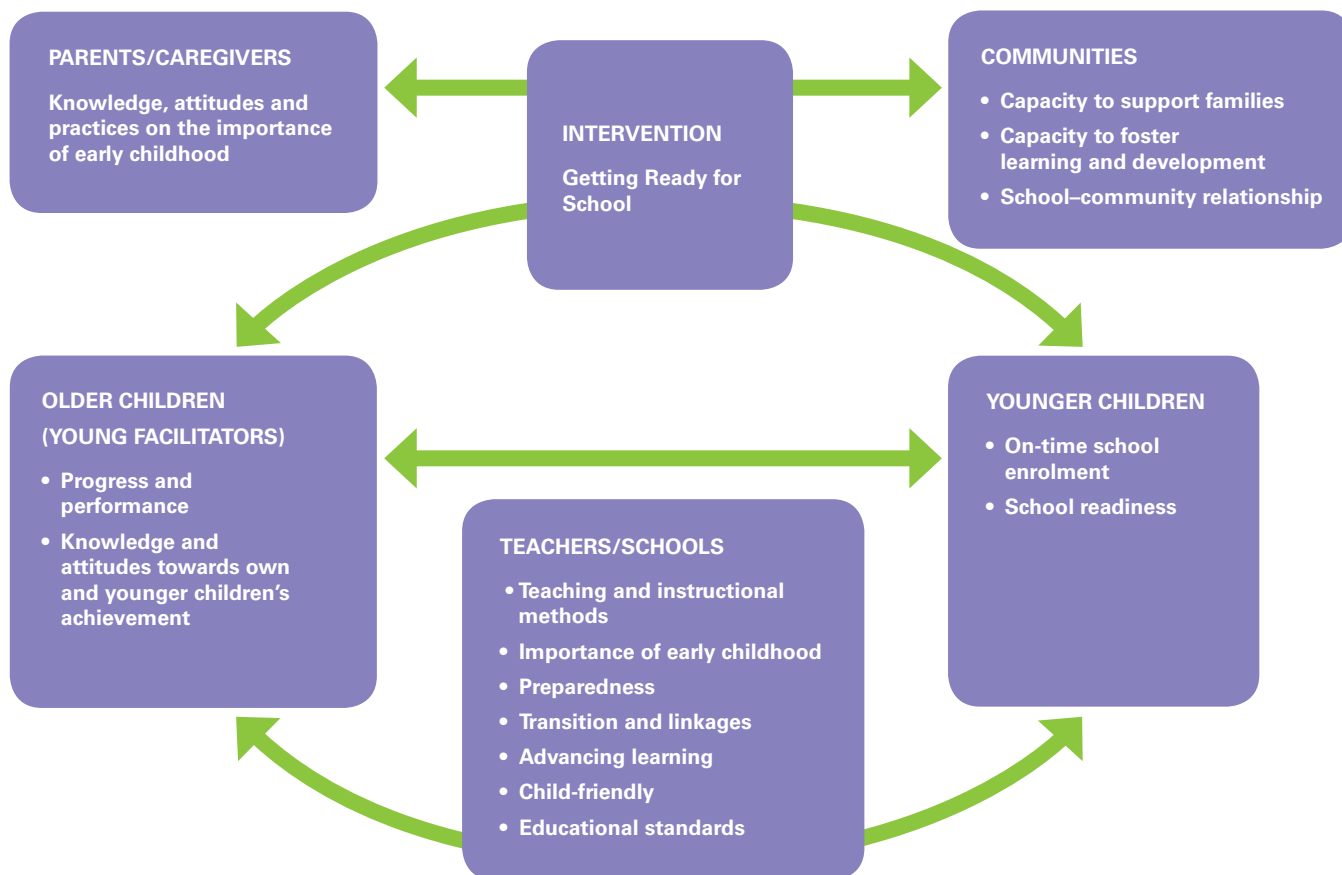 PARENTS/CAREGIVERS
Knowledge, attitudes and
practices on the importance
of early childhood
INTERVENTION
Getting Ready for
School
COMMUNITIES
• Capacity to support families
• Capacity to foster
learning and development
• School–community relationship
OLDER CHILDREN
(YOUNG FACILITATORS)
• Progress and
performance
• Knowledge and
attitudes towards own
and younger children’s
achievement
TEACHERS/SCHOOLS
• Teaching and instructional
methods
• Importance of early childhood
• Preparedness
• Transition and linkages
• Advancing learning
• Child-friendly
• Educational standards
YOUNGER CHILDREN
• On-time school
enrolment
• School readiness